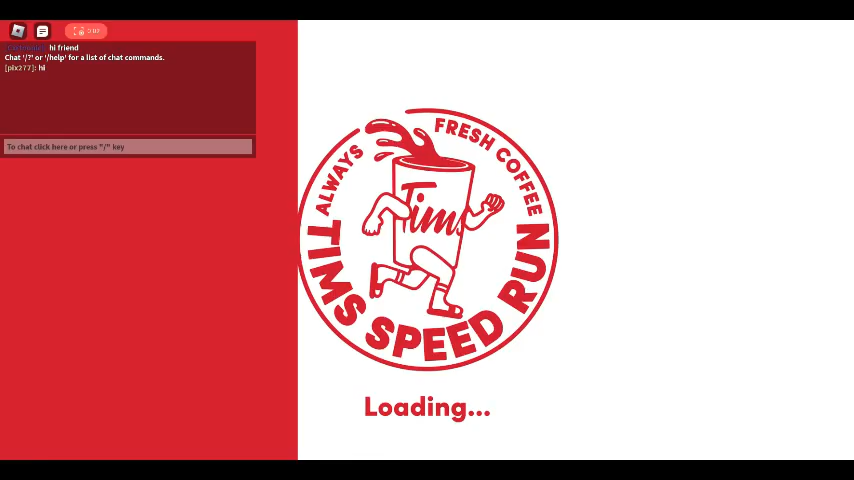 hi friend
Chat '/?' or '/help' for a list of chat commands.
[plx277]: hi
To chat click here or press "/" key
ALWAYS
FRESH COFFEE
Tims
TIMS SPEED RUN
Loading...